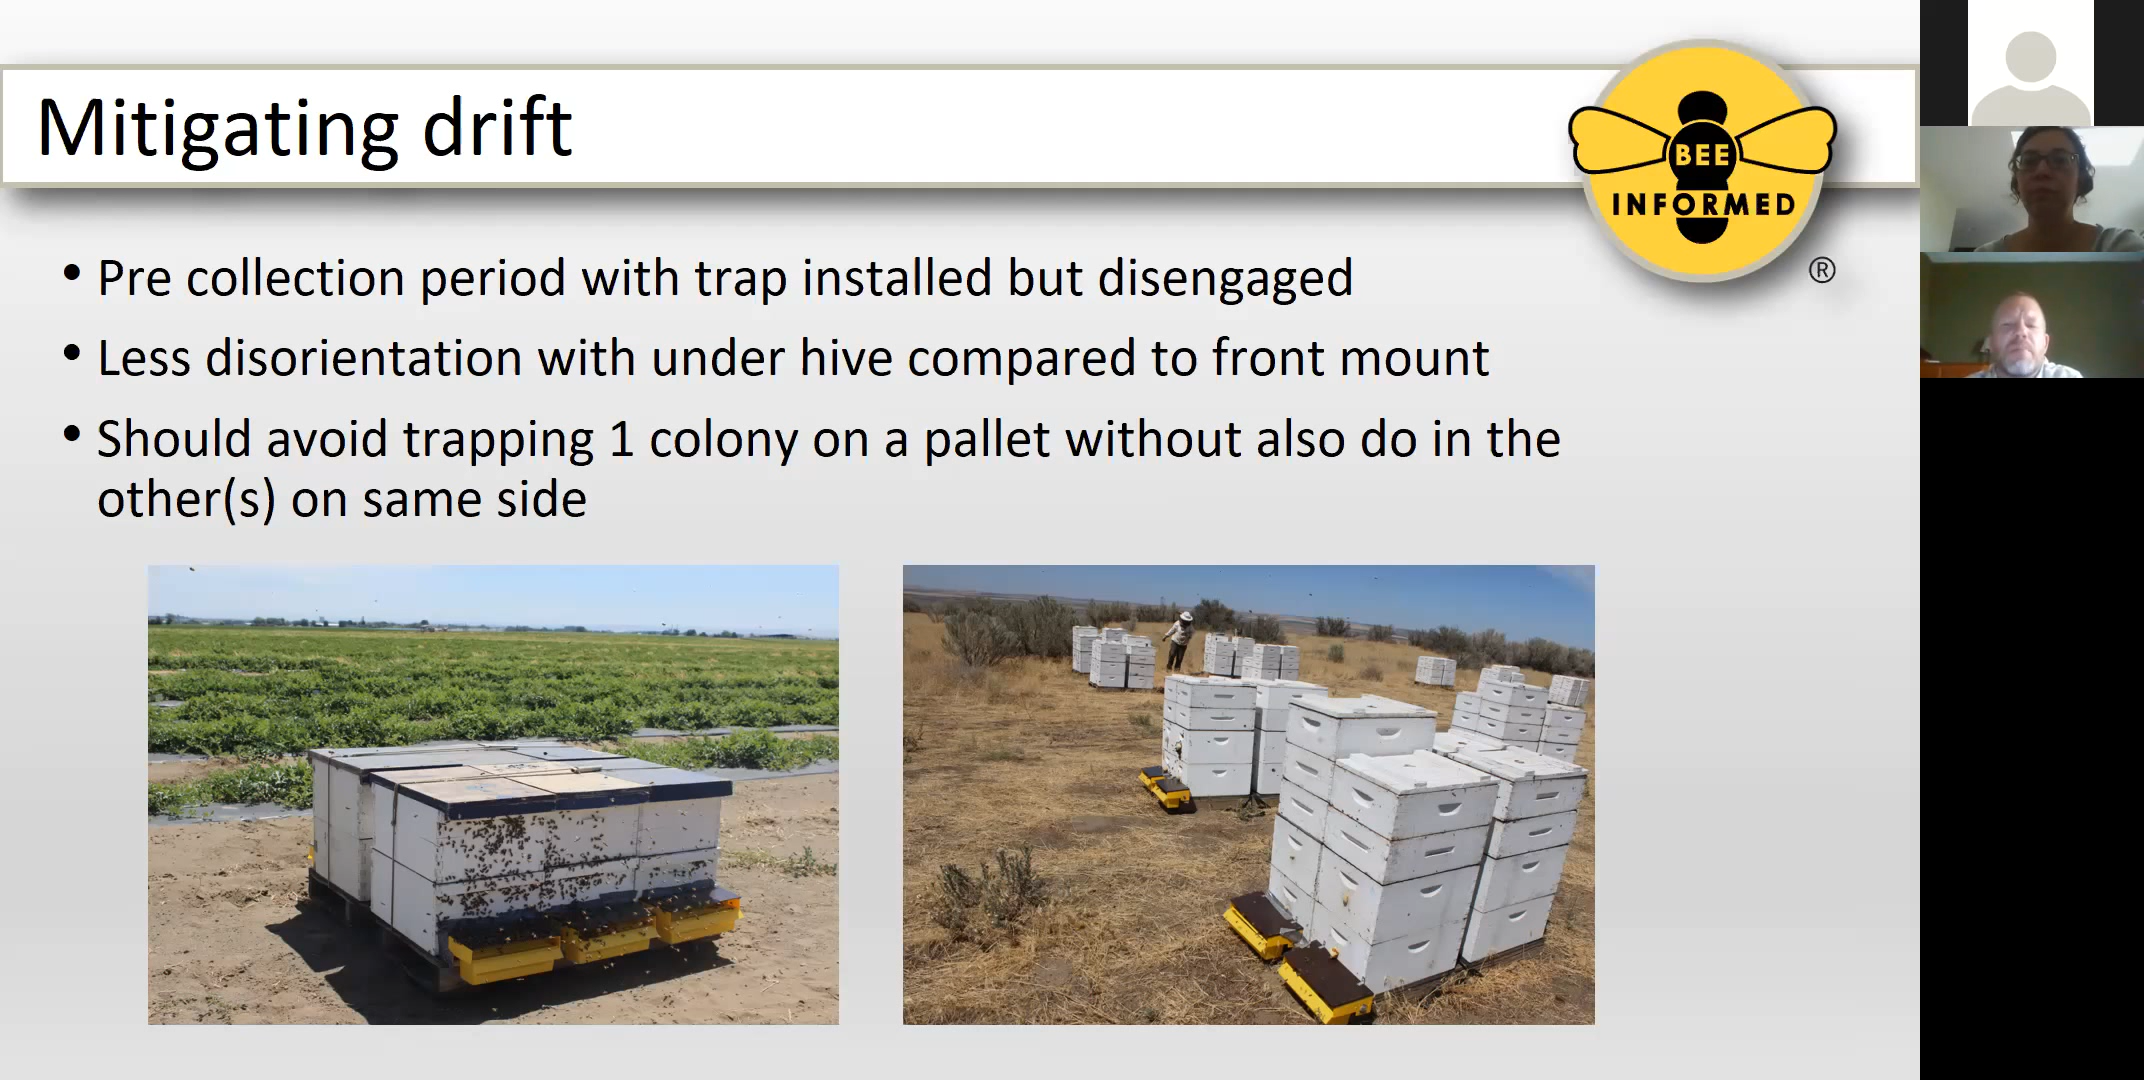 Mitigating drift
BEE
INFORMED
®
• Pre collection period with trap installed but disengaged
• Less disorientation with under hive compared to front mount
• Should avoid trapping 1 colony on a pallet without also do in the
other(s) on same side